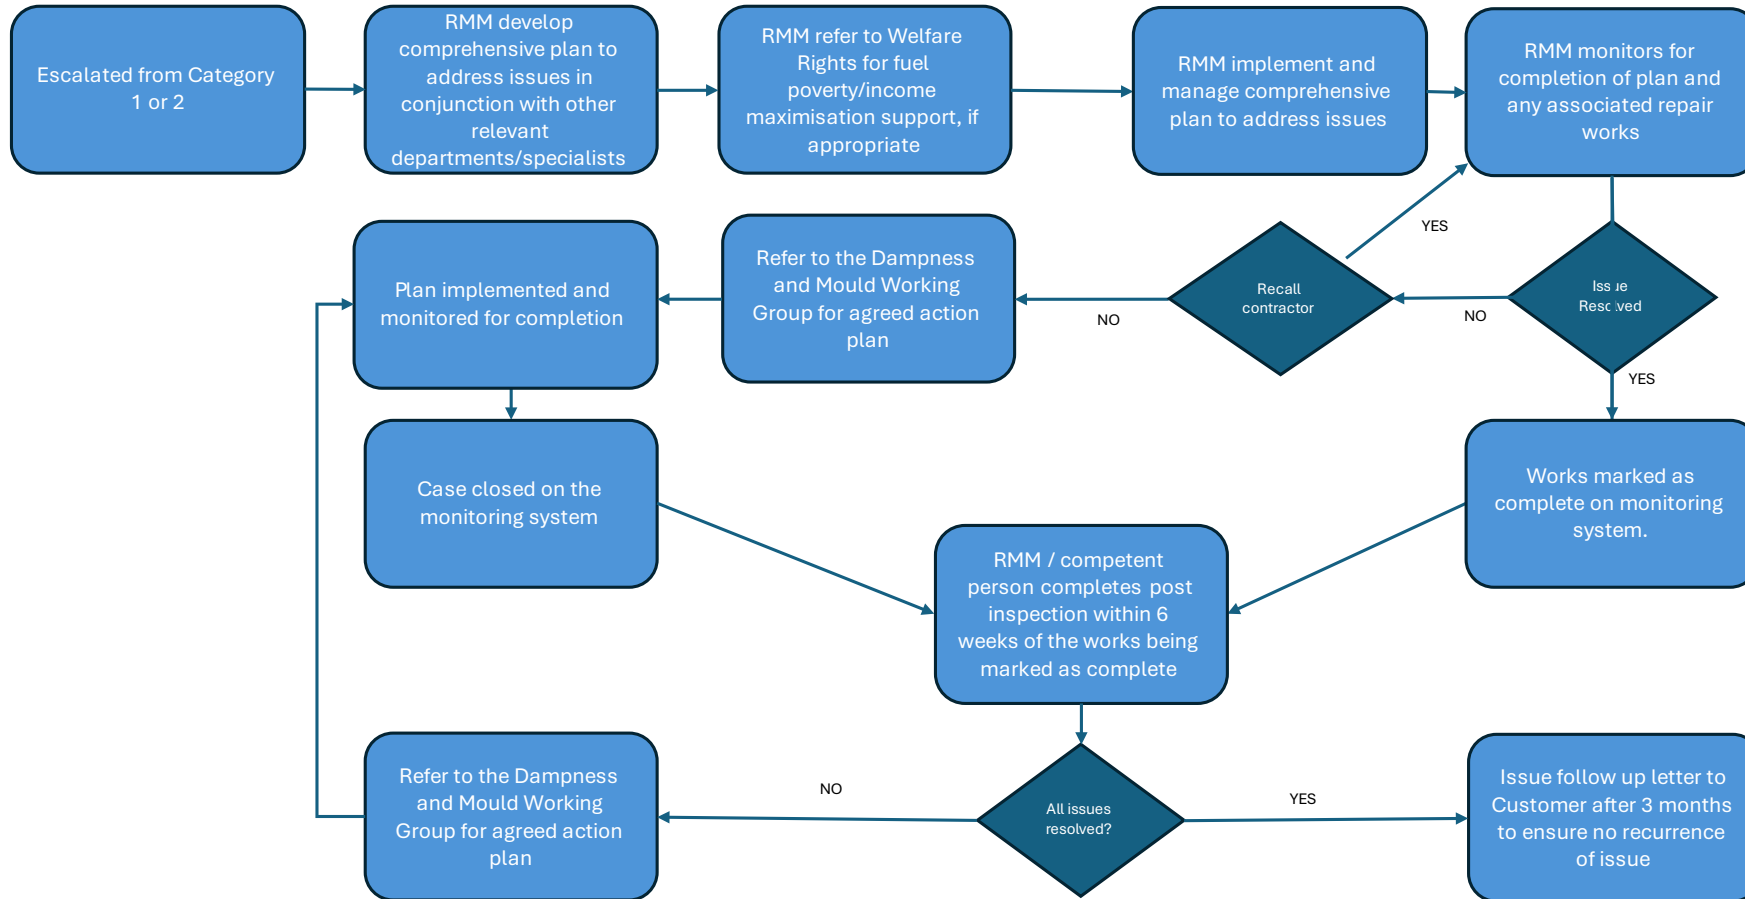 Escalated from Category
1 or 2
RMM develop
comprehensive plan to
address issues in
conjunction with other
relevant
departments/specialists
RMM refer to Welfare
Rights for fuel
poverty/income
maximisation support, if
appropriate
RMM implement and
manage comprehensive
plan to address issues
RMM monitors for
completion of plan and
any associated repair
works
YES
Plan implemented and
monitored for completion
Refer to the Dampness
and Mould Working
Group for agreed action
plan
NO
Recall
contractor
NO
Issue
Resolved
YES
Case closed on the
monitoring system
Works marked as
complete on monitoring
system.
RMM / competent
person completes post
inspection within 6
weeks of the works being
marked as complete
Refer to the Dampness
and Mould Working
Group for agreed action
plan
NO
All issues
resolved?
YES
Issue follow up letter to
Customer after 3 months
to ensure no recurrence
of issue